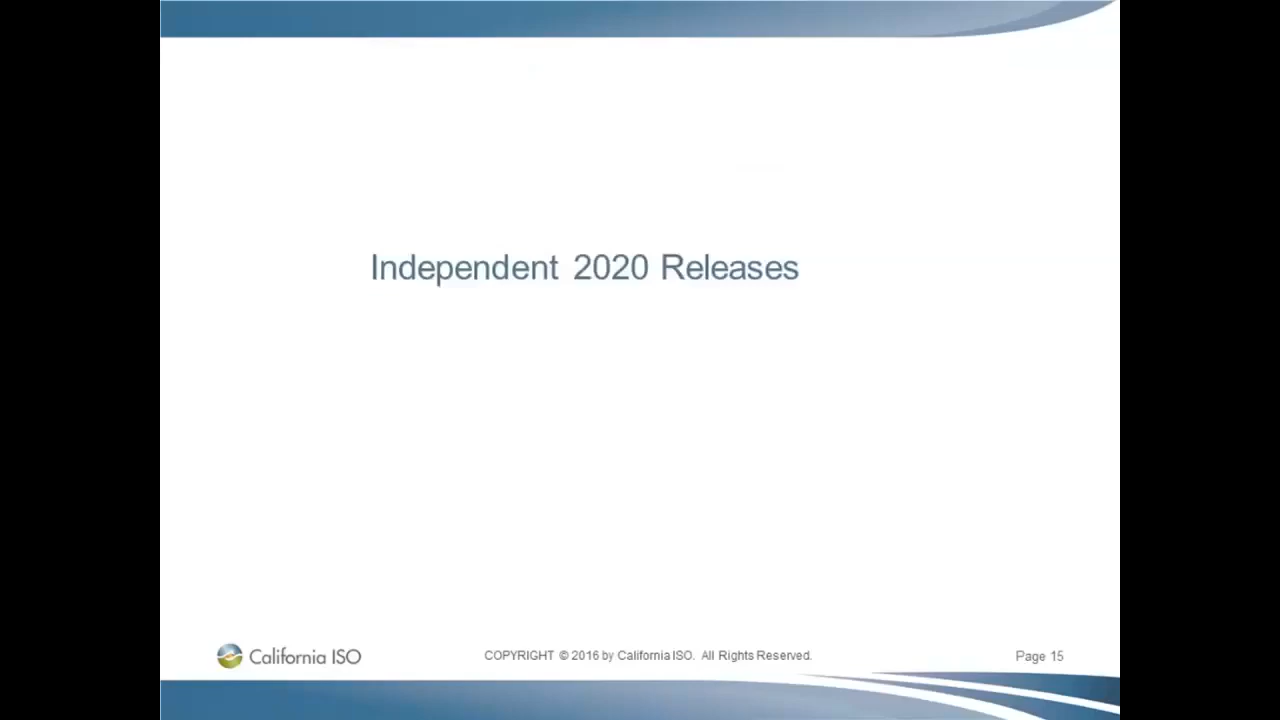 Independent 2020 Releases
California ISO
COPYRIGHT © 2016 by California ISO. All Rights Reserved.
Page 15